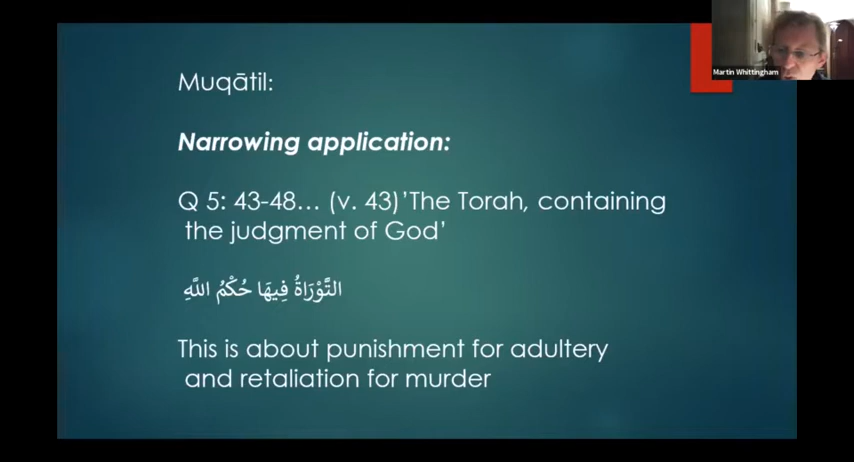 Martin Whittingham
Muqātil:
Narrowing application:
Q 5: 43-48… (v. 43)'The Torah, containing
the judgment of God'
التَّوْرَاةُ فِيهَا حُكْمُ اللَّهِ
This is about punishment for adultery
and retaliation for murder